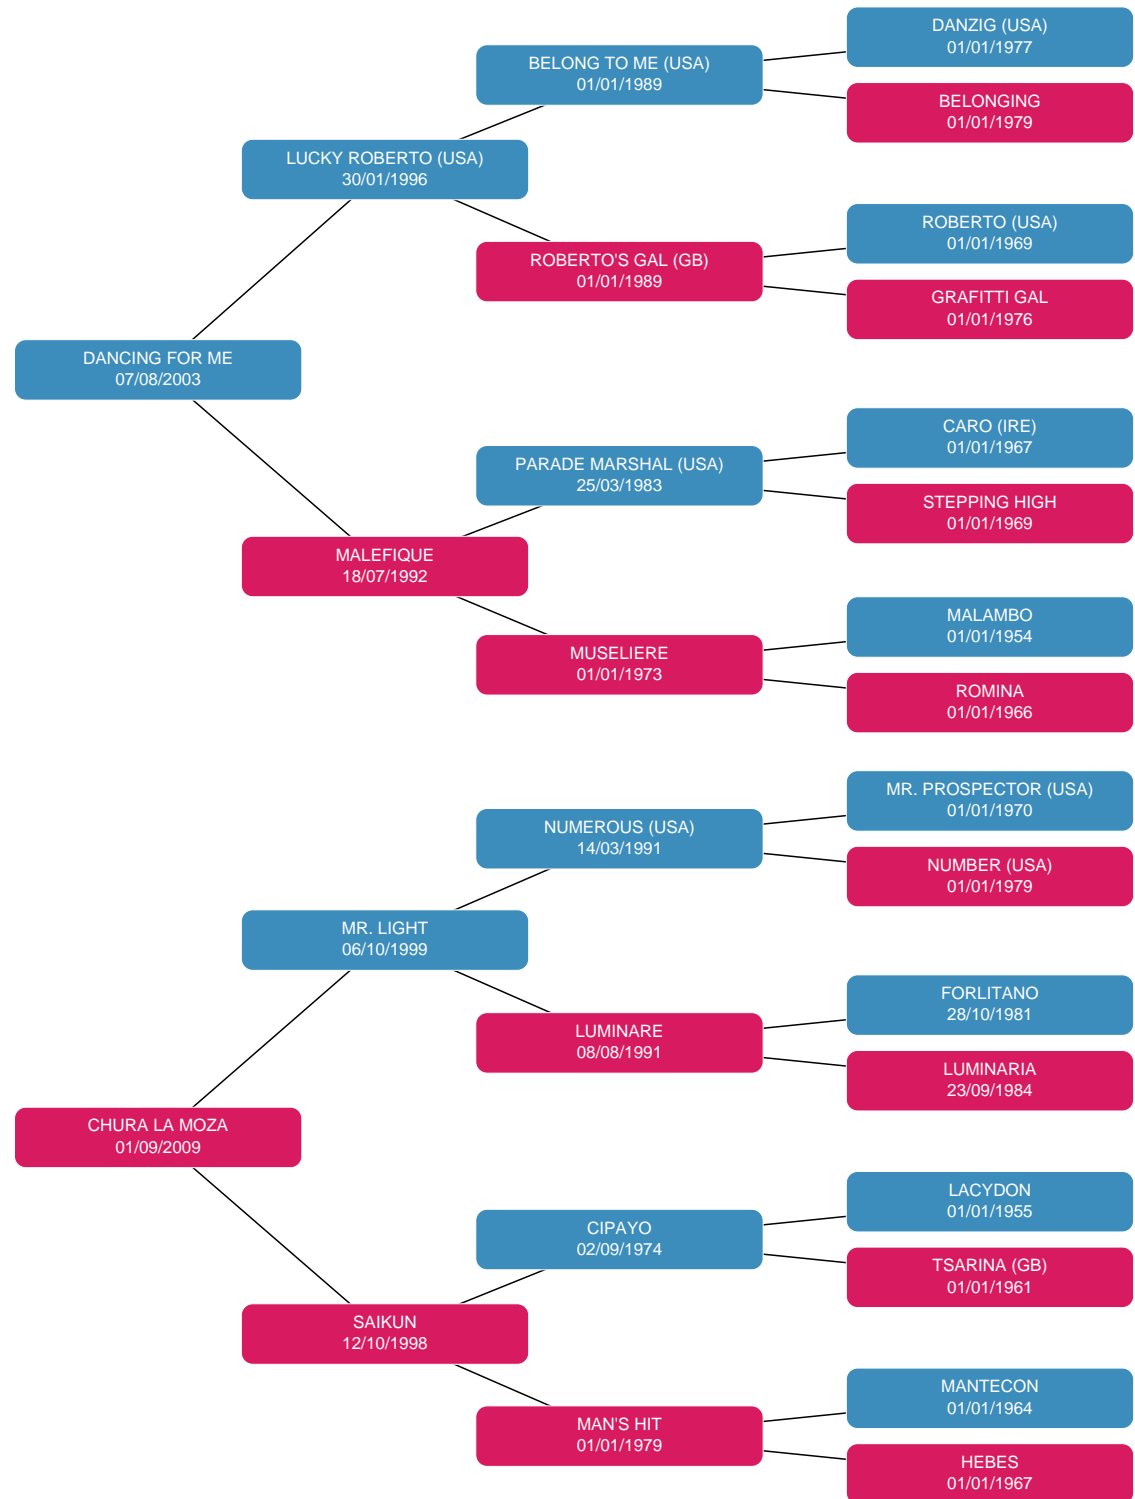 DANZIG (USA)
01/01/1977
BELONG TO ME (USA)
01/01/1989
BELONGING
01/01/1979
LUCKY ROBERTO (USA)
30/01/1996
ROBERTO (USA)
01/01/1969
ROBERTO'S GAL (GB)
01/01/1989
GRAFITTI GAL
01/01/1976
DANCING FOR ME
07/08/2003
CARO (IRE)
01/01/1967
PARADE MARSHAL (USA)
25/03/1983
STEPPING HIGH
01/01/1969
MALEFIQUE
18/07/1992
MALAMBO
01/01/1954
MUSELIERE
01/01/1973
ROMINA
01/01/1966
MR. PROSPECTOR (USA)
01/01/1970
NUMEROUS (USA)
14/03/1991
NUMBER (USA)
01/01/1979
MR. LIGHT
06/10/1999
FORLITANO
28/10/1981
LUMINARE
08/08/1991
LUMINARIA
23/09/1984
CHURA LA MOZA
01/09/2009
LACYDON
01/01/1955
CIPAYO
02/09/1974
TSARINA (GB)
01/01/1961
SAIKUN
12/10/1998
MANTECON
01/01/1964
MAN'S HIT
01/01/1979
HEBES
01/01/1967